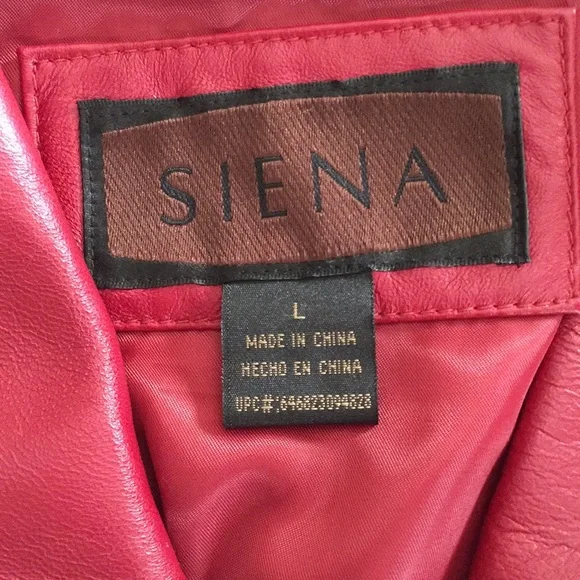 SIENA
L
MADE IN CHINA
HECHO EN CHINA
UPC#:646823094828